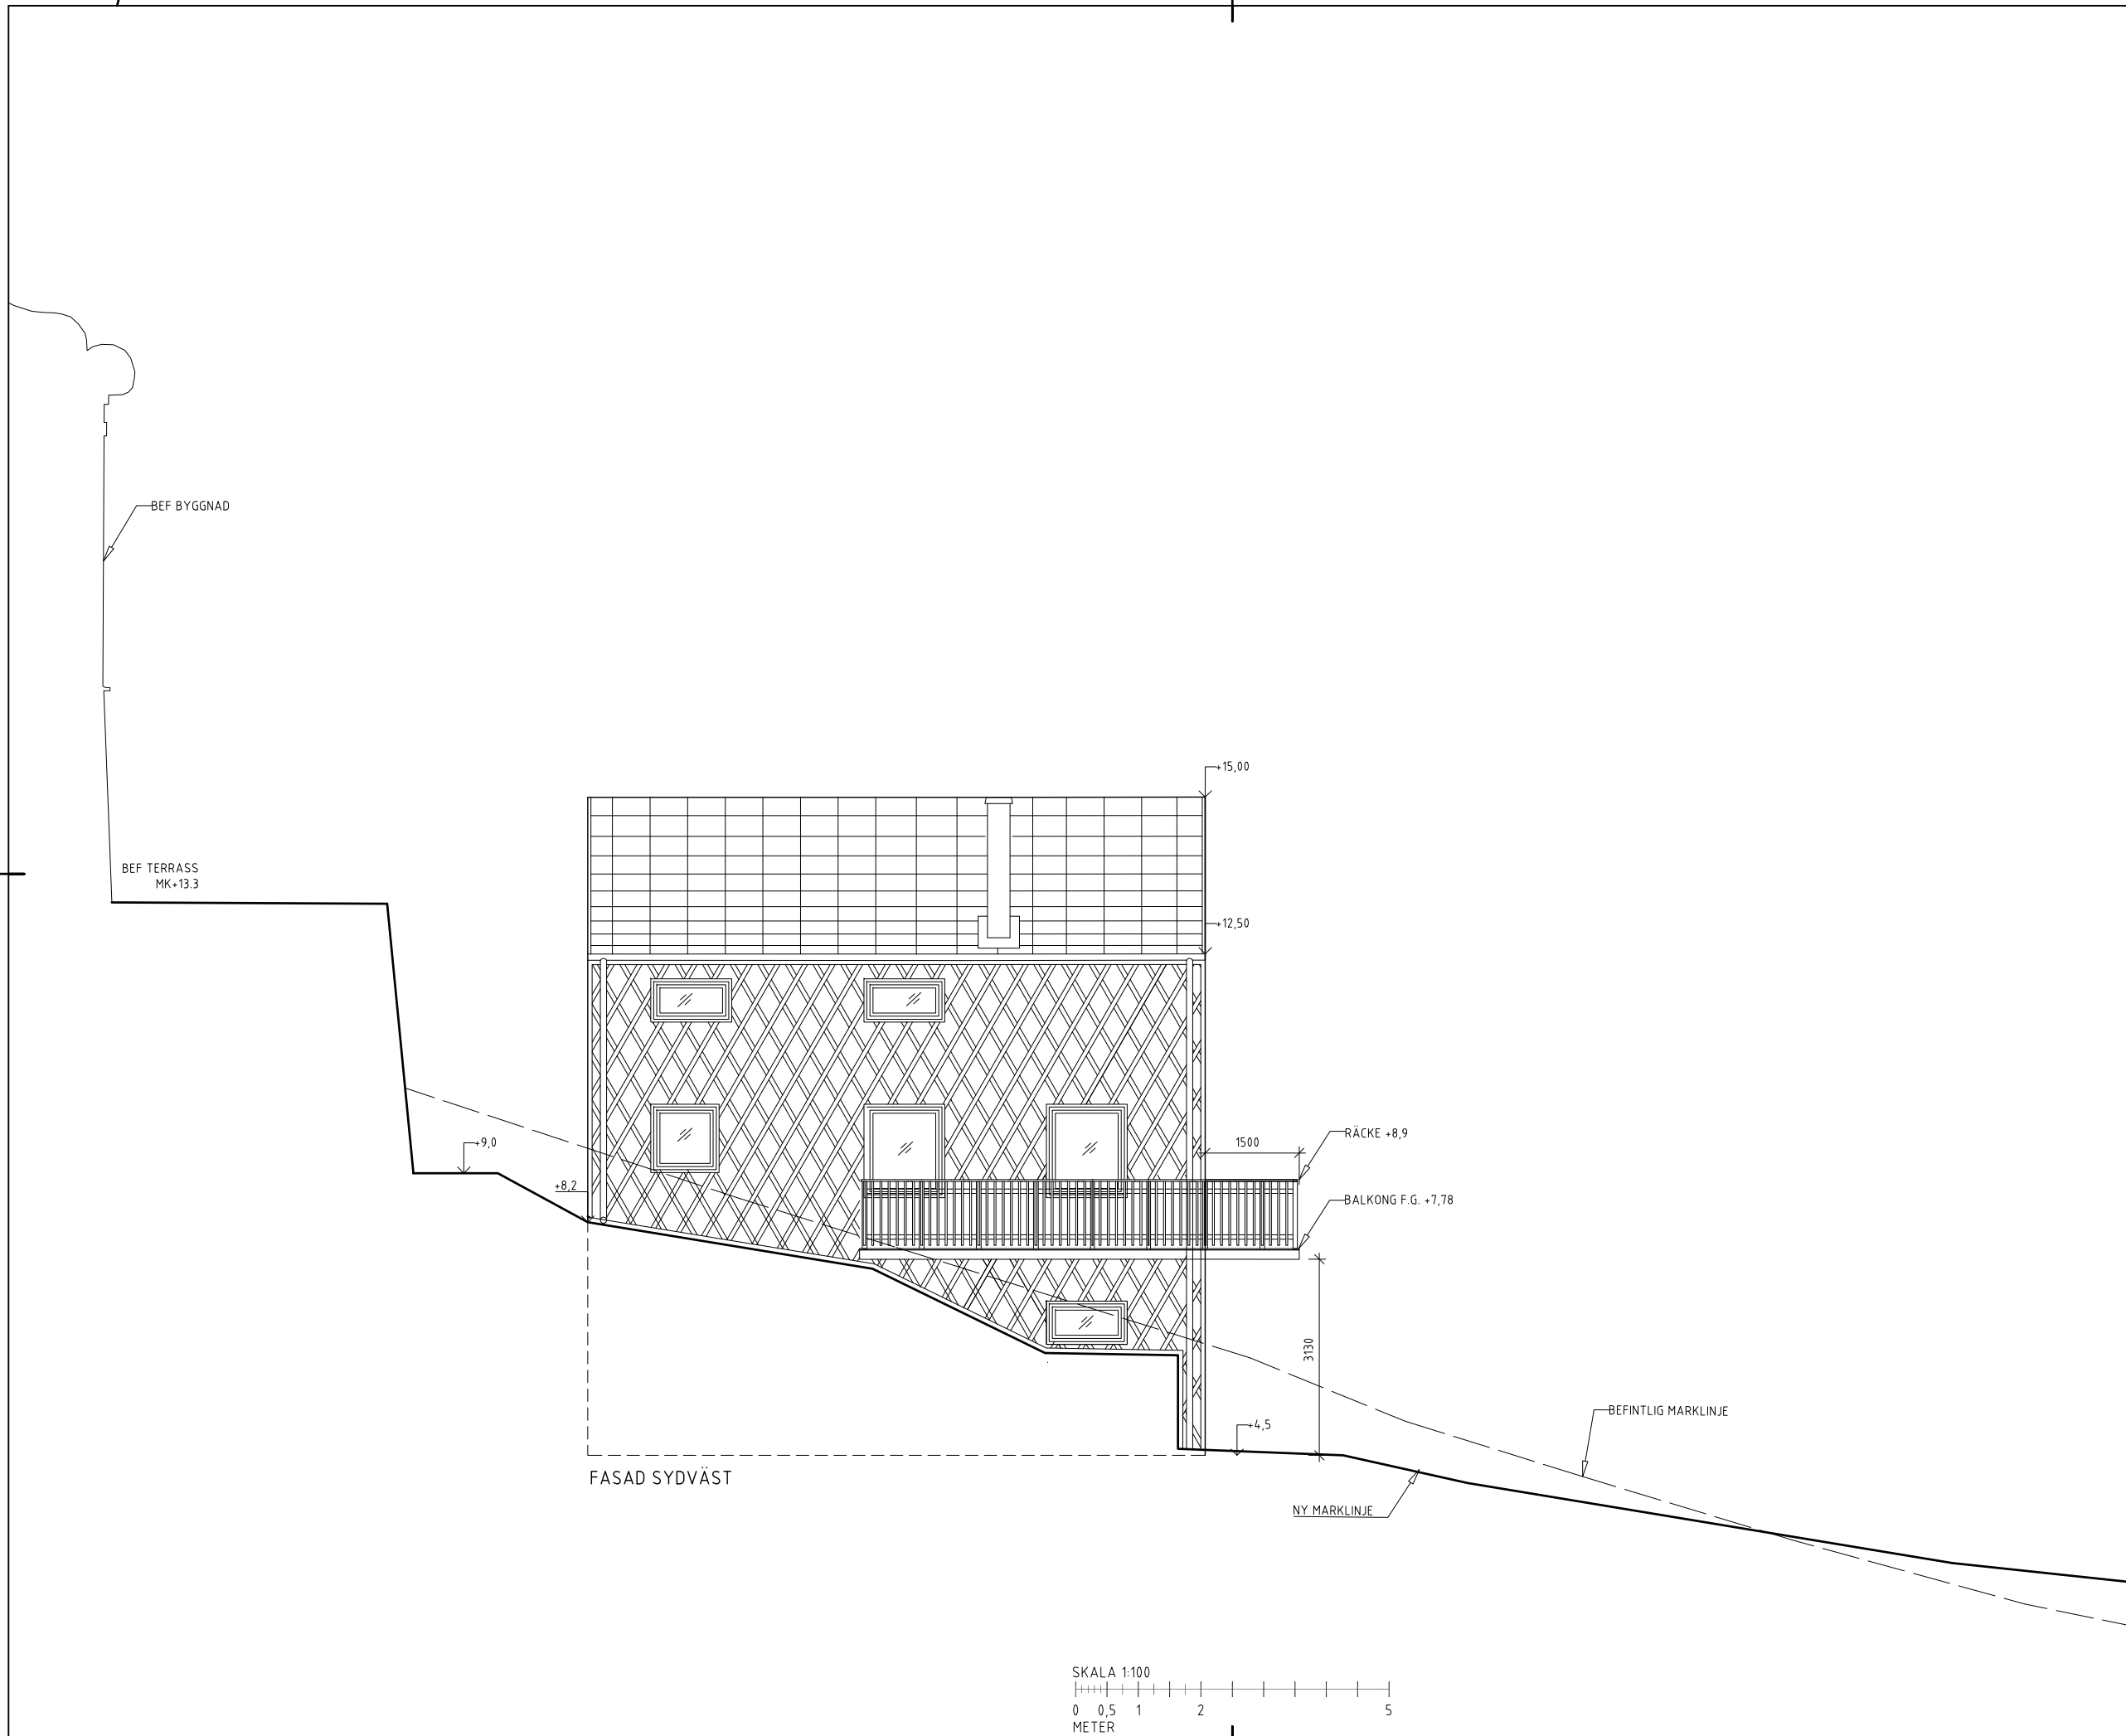 BEF BYGGNAD
+15,00
BEF TERRASS
MK+13.3
+12,50
+9,0
1500
RÄCKE +8,9
+8,2
BALKONG F.G. +7,78
3130
+4,5
BEFINTLIG MARKLINJE
FASAD SYDVÄST
NY MARKLINJE
SKALA 1:100
0 0,5 1 2 5
METER